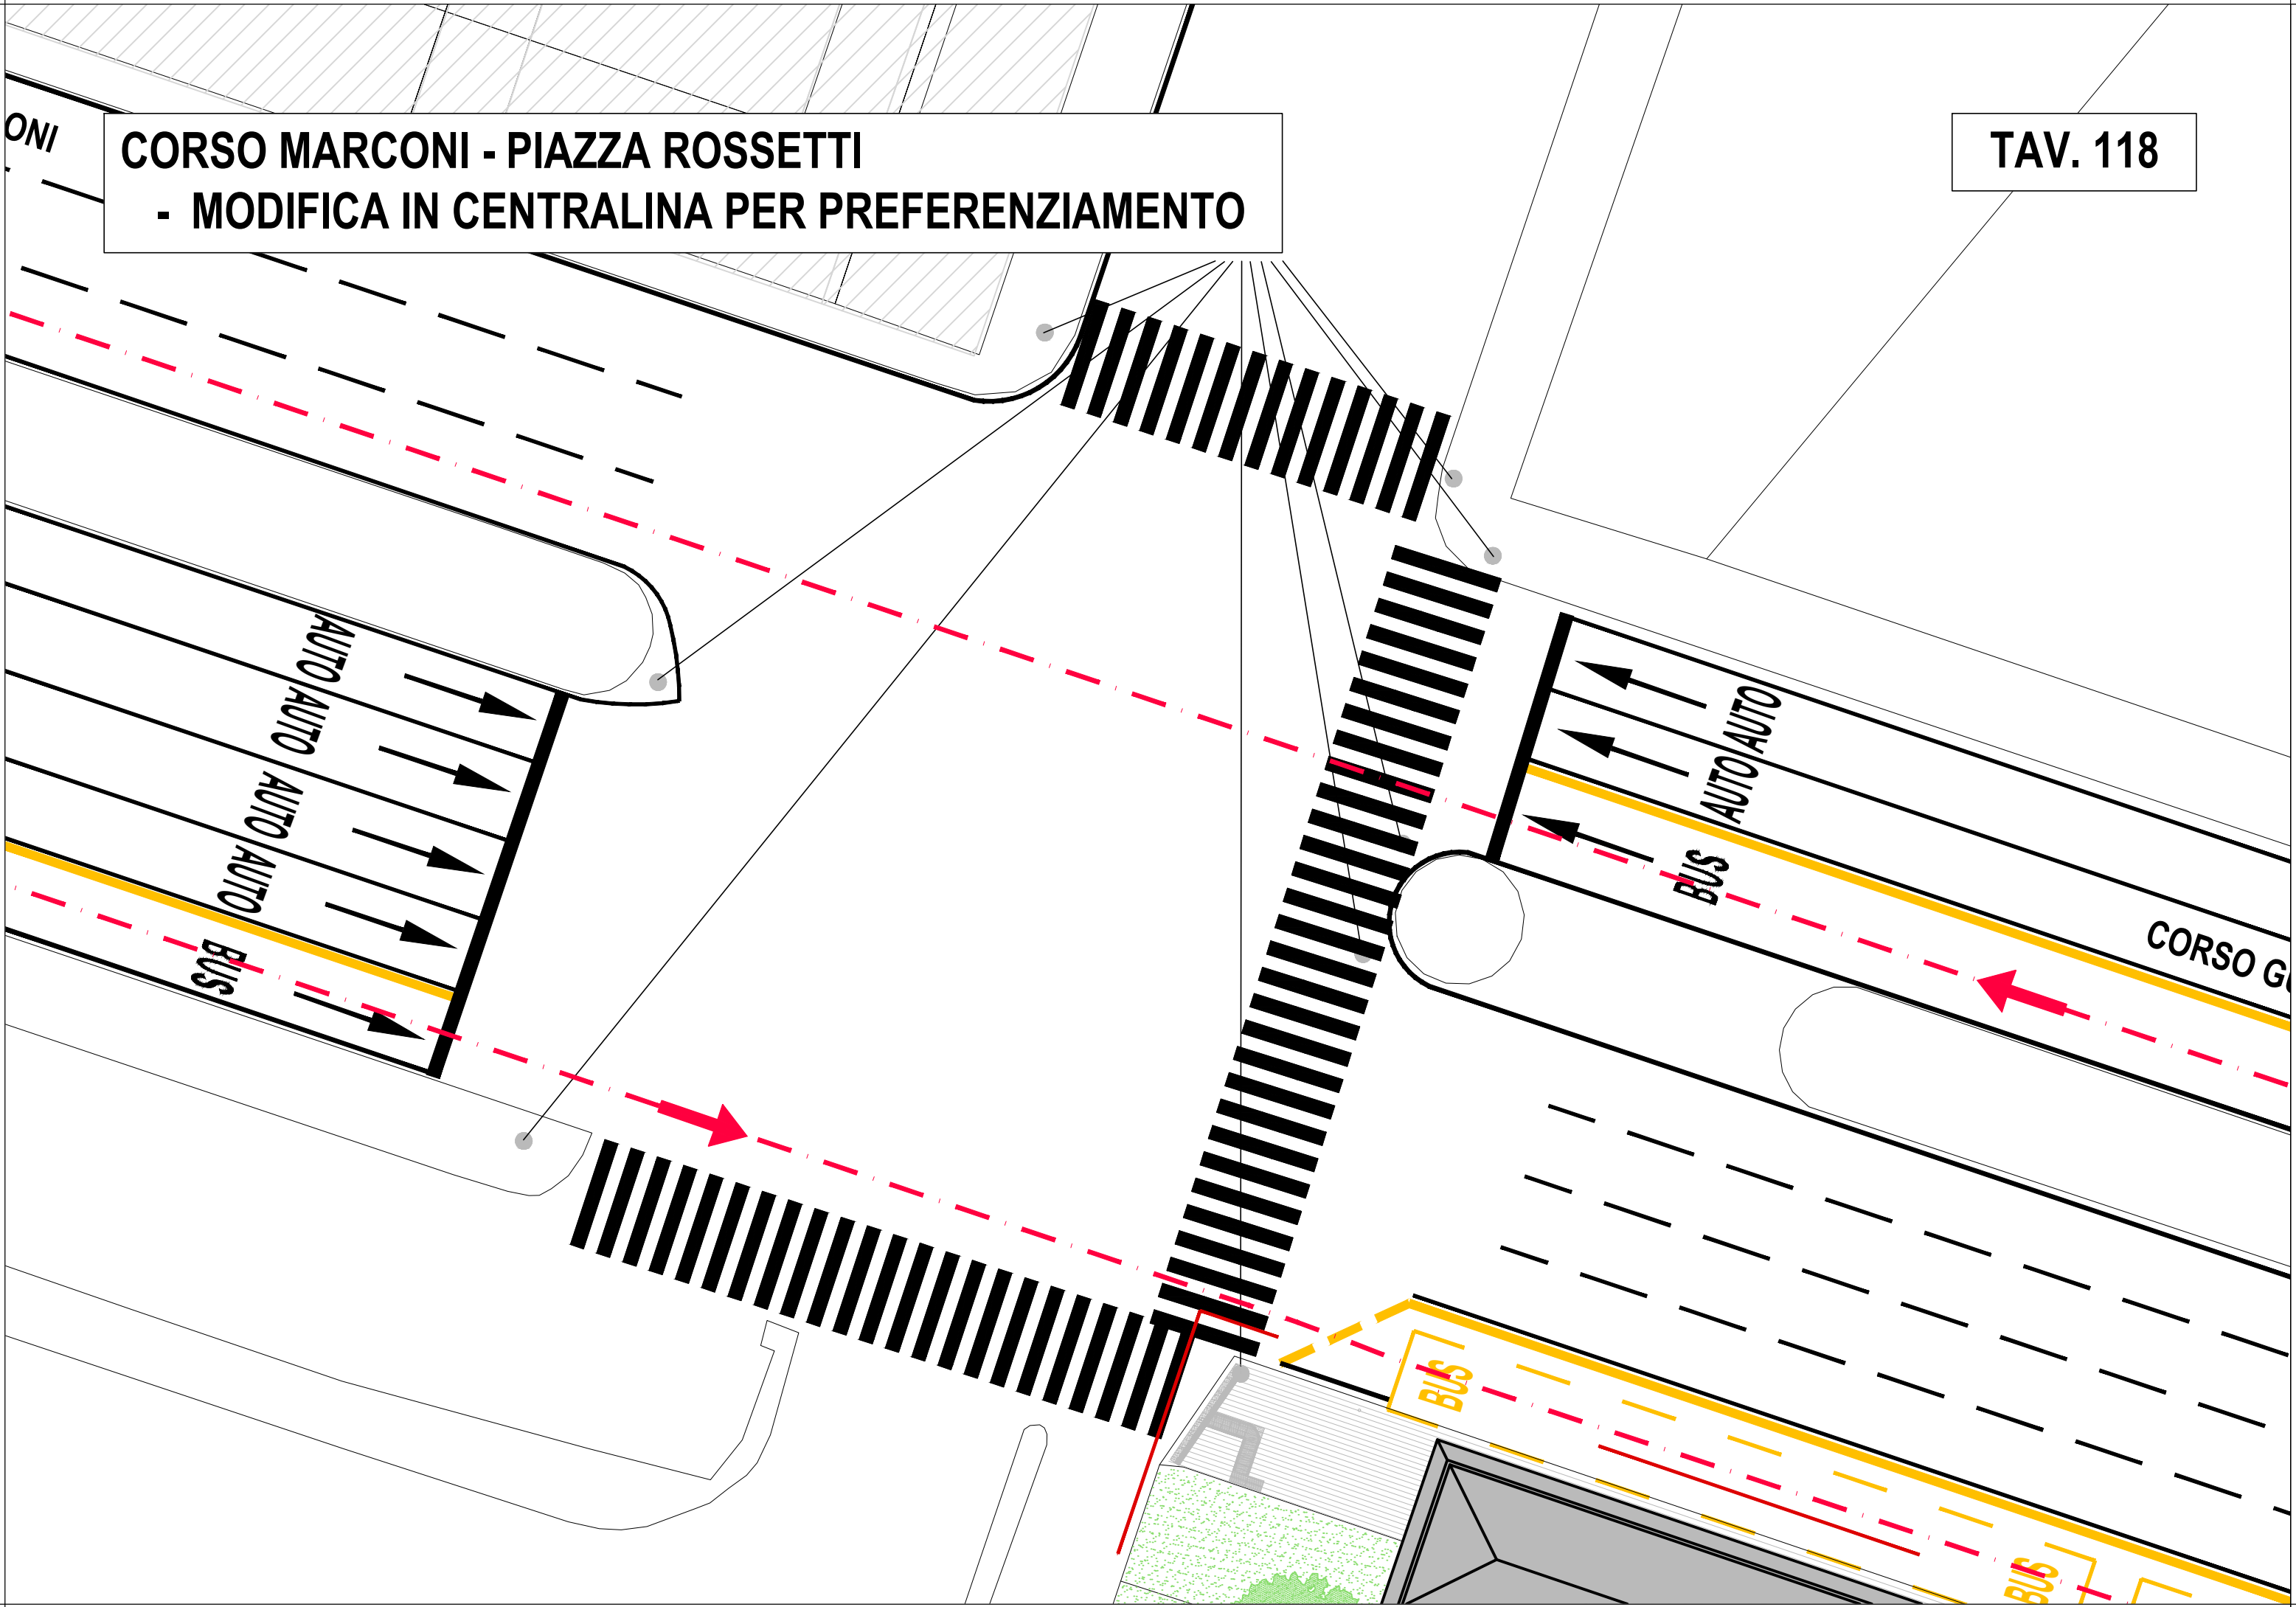 CORSO MARCONI - PIAZZA ROSSETTI
- MODIFICA IN CENTRALINA PER PREFERENZIAMENTO
TAV. 118
ONI
AUTO
AUTO
AUTO
AUTO
BUS
AUTO
AUTO
BUS
CORSO GU
BUS
BUS